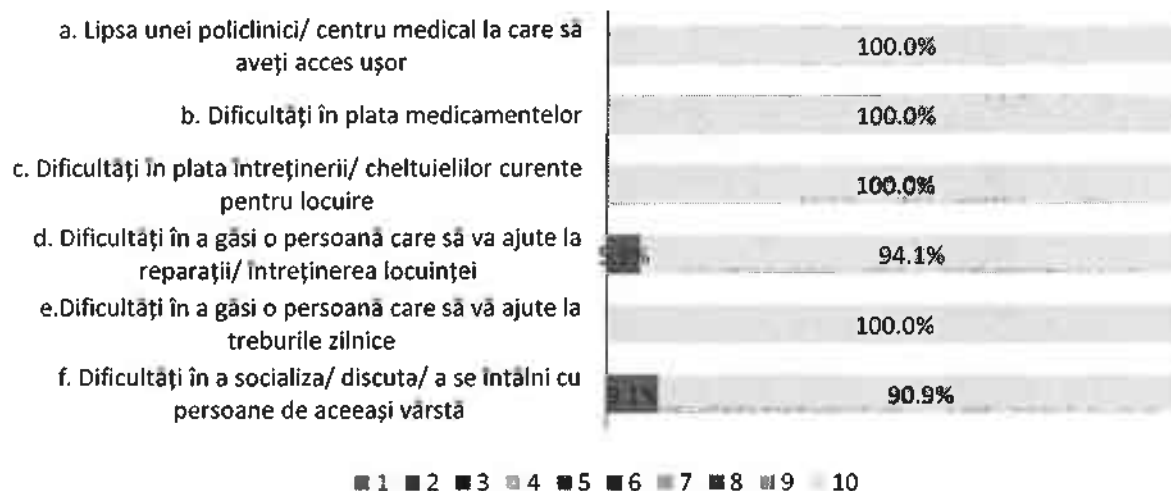 a. Lipsa unei policlinici/ centru medical la care să
aveți acces ușor
100.0%
b. Dificultăți în plata medicamentelor
100.0%
c. Dificultăți în plata întreținerii/ cheltuielilor curente
pentru locuire
100.0%
d. Dificultăți în a găsi o persoană care să va ajute la
reparații/ întreținerea locuinței
94.1%
e.Dificultăți în a găsi o persoană care să vă ajute la
treburile zilnice
100.0%
f. Dificultăți în a socializa/ discuta/ a se întâlni cu
persoane de aceeași vârstă
9.1% 90.9%
1 2 3 4 5 6 7 8 9 10